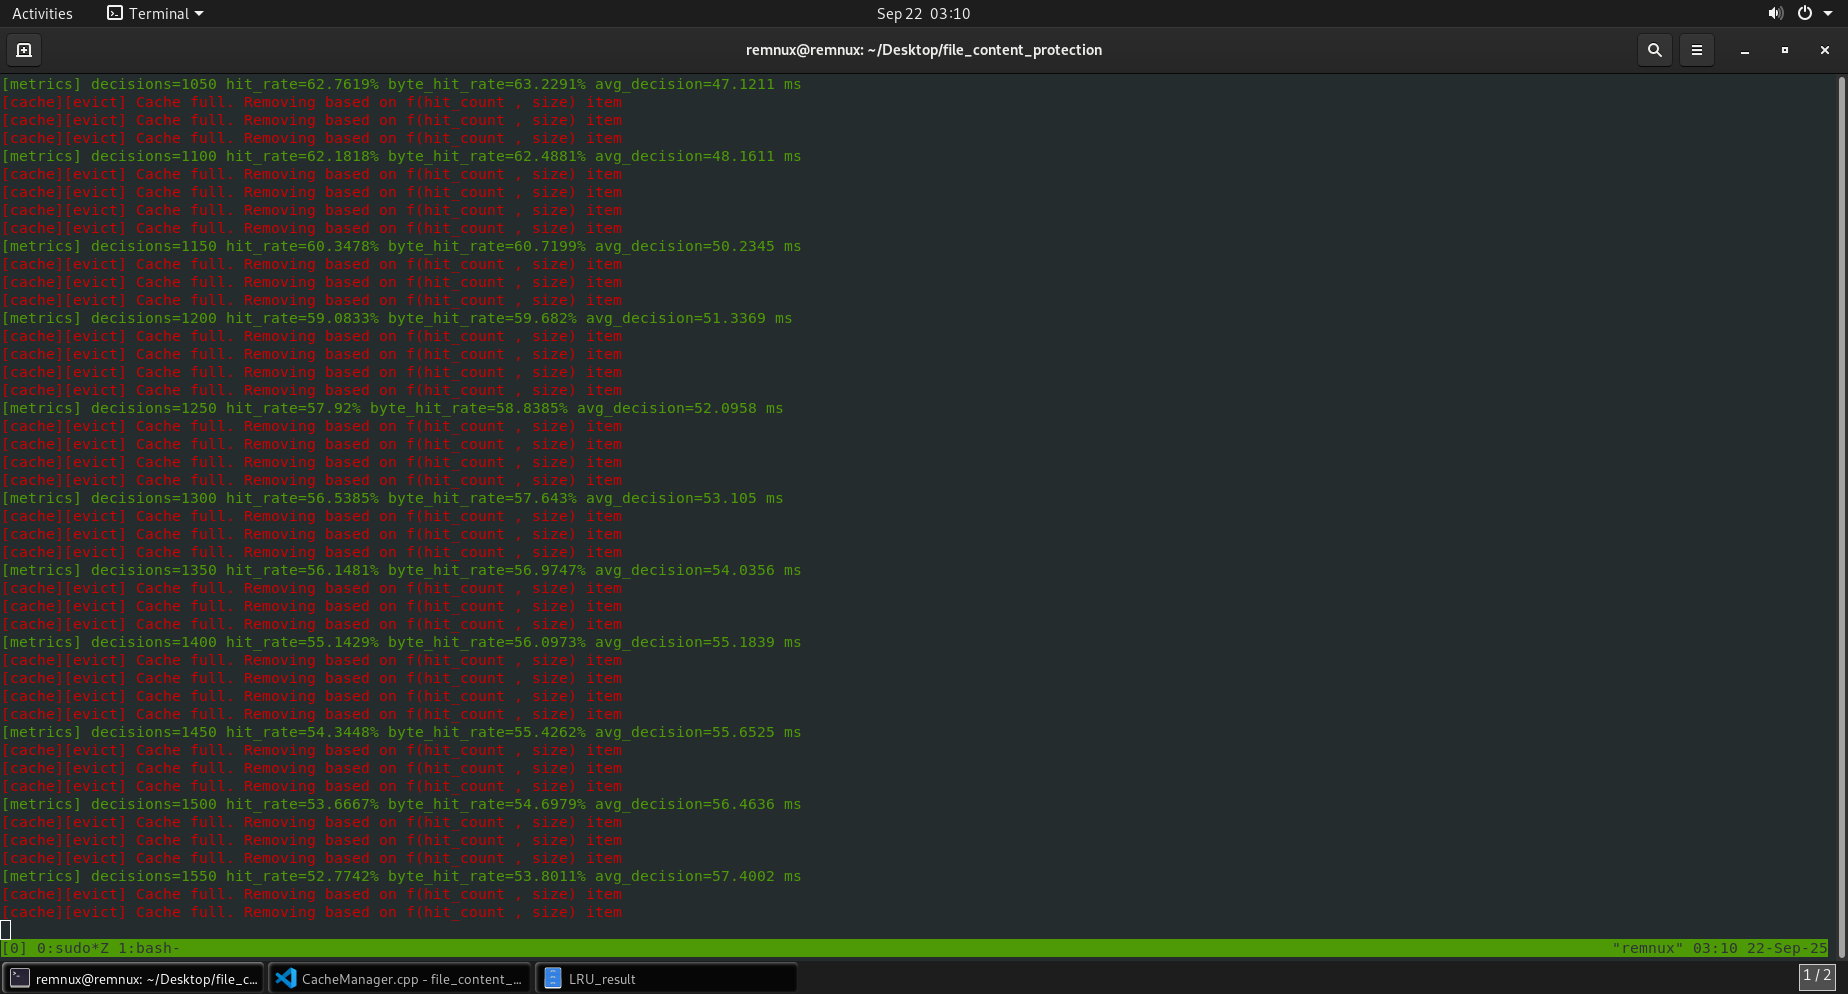 Activities Terminal Sep 22 03:10
remnux@remnux: ~/Desktop/file_content_protection
[metrics] decisions=1050 hit_rate=62.7619% byte_hit_rate=63.2291% avg_decision=47.1211 ms
[cache][evict] Cache full. Removing based on f(hit_count , size) item
[cache][evict] Cache full. Removing based on f(hit_count , size) item
[cache][evict] Cache full. Removing based on f(hit_count , size) item
[metrics] decisions=1100 hit_rate=62.1818% byte_hit_rate=62.4881% avg_decision=48.1611 ms
[cache][evict] Cache full. Removing based on f(hit_count , size) item
[cache][evict] Cache full. Removing based on f(hit_count , size) item
[cache][evict] Cache full. Removing based on f(hit_count , size) item
[cache][evict] Cache full. Removing based on f(hit_count , size) item
[metrics] decisions=1150 hit_rate=60.3478% byte_hit_rate=60.7199% avg_decision=50.2345 ms
[cache][evict] Cache full. Removing based on f(hit_count , size) item
[cache][evict] Cache full. Removing based on f(hit_count , size) item
[cache][evict] Cache full. Removing based on f(hit_count , size) item
[metrics] decisions=1200 hit_rate=59.0833% byte_hit_rate=59.682% avg_decision=51.3369 ms
[cache][evict] Cache full. Removing based on f(hit_count , size) item
[cache][evict] Cache full. Removing based on f(hit_count , size) item
[cache][evict] Cache full. Removing based on f(hit_count , size) item
[cache][evict] Cache full. Removing based on f(hit_count , size) item
[metrics] decisions=1250 hit_rate=57.92% byte_hit_rate=58.8385% avg_decision=52.0958 ms
[cache][evict] Cache full. Removing based on f(hit_count , size) item
[cache][evict] Cache full. Removing based on f(hit_count , size) item
[cache][evict] Cache full. Removing based on f(hit_count , size) item
[cache][evict] Cache full. Removing based on f(hit_count , size) item
[metrics] decisions=1300 hit_rate=56.5385% byte_hit_rate=57.643% avg_decision=53.105 ms
[cache][evict] Cache full. Removing based on f(hit_count , size) item
[cache][evict] Cache full. Removing based on f(hit_count , size) item
[cache][evict] Cache full. Removing based on f(hit_count , size) item
[metrics] decisions=1350 hit_rate=56.1481% byte_hit_rate=56.9747% avg_decision=54.0356 ms
[cache][evict] Cache full. Removing based on f(hit_count , size) item
[cache][evict] Cache full. Removing based on f(hit_count , size) item
[cache][evict] Cache full. Removing based on f(hit_count , size) item
[metrics] decisions=1400 hit_rate=55.1429% byte_hit_rate=56.0973% avg_decision=55.1839 ms
[cache][evict] Cache full. Removing based on f(hit_count , size) item
[cache][evict] Cache full. Removing based on f(hit_count , size) item
[cache][evict] Cache full. Removing based on f(hit_count , size) item
[cache][evict] Cache full. Removing based on f(hit_count , size) item
[metrics] decisions=1450 hit_rate=54.3448% byte_hit_rate=55.4262% avg_decision=55.6525 ms
[cache][evict] Cache full. Removing based on f(hit_count , size) item
[cache][evict] Cache full. Removing based on f(hit_count , size) item
[cache][evict] Cache full. Removing based on f(hit_count , size) item
[metrics] decisions=1500 hit_rate=53.6667% byte_hit_rate=54.6979% avg_decision=56.4636 ms
[cache][evict] Cache full. Removing based on f(hit_count , size) item
[cache][evict] Cache full. Removing based on f(hit_count , size) item
[cache][evict] Cache full. Removing based on f(hit_count , size) item
[metrics] decisions=1550 hit_rate=52.7742% byte_hit_rate=53.8011% avg_decision=57.4002 ms
[cache][evict] Cache full. Removing based on f(hit_count , size) item
[cache][evict] Cache full. Removing based on f(hit_count , size) item
[0] 0:sudo*Z 1:bash- "remnux" 03:10 22-Sep-25
remnux@remnux: ~/Desktop/file_c... CacheManager.cpp - file_content_... LRU_result 1 / 2